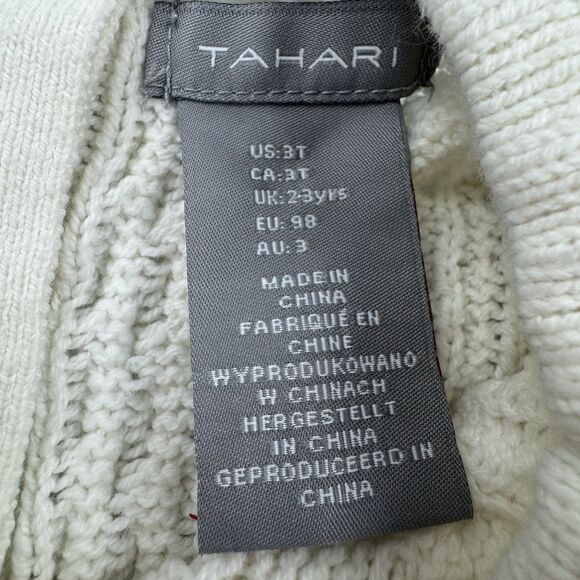 TAHARI
US:3T
CA:3T
UK:2-3yrs
EU: 98
AU: 3
MADE IN
CHINA
FABRIQUÉ EN
CHINE
WYPRODUKOWANO
W CHINACH
HERGESTELLT
IN CHINA
GEPRODUCEERD IN
CHINA